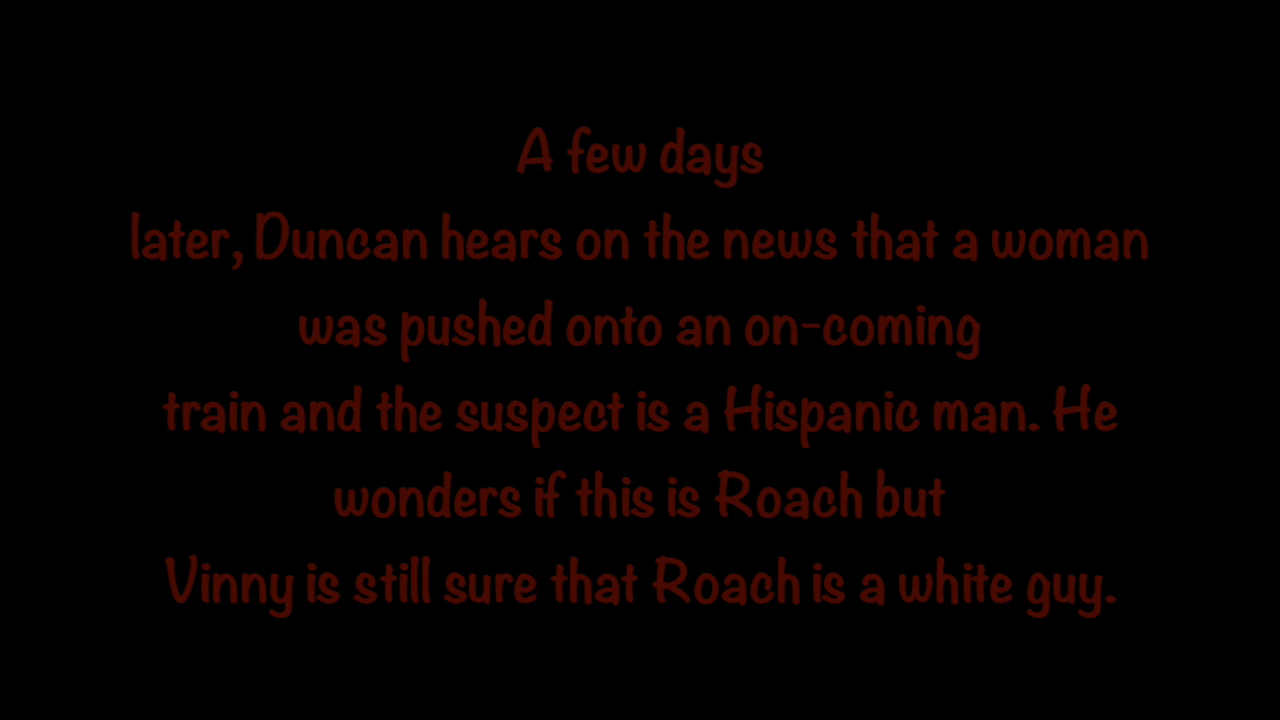 A few days
later, Duncan hears on the news that a woman
was pushed onto an on-coming
train and the suspect is a Hispanic man. He
wonders if this is Roach but
Vinny is still sure that Roach is a white guy.